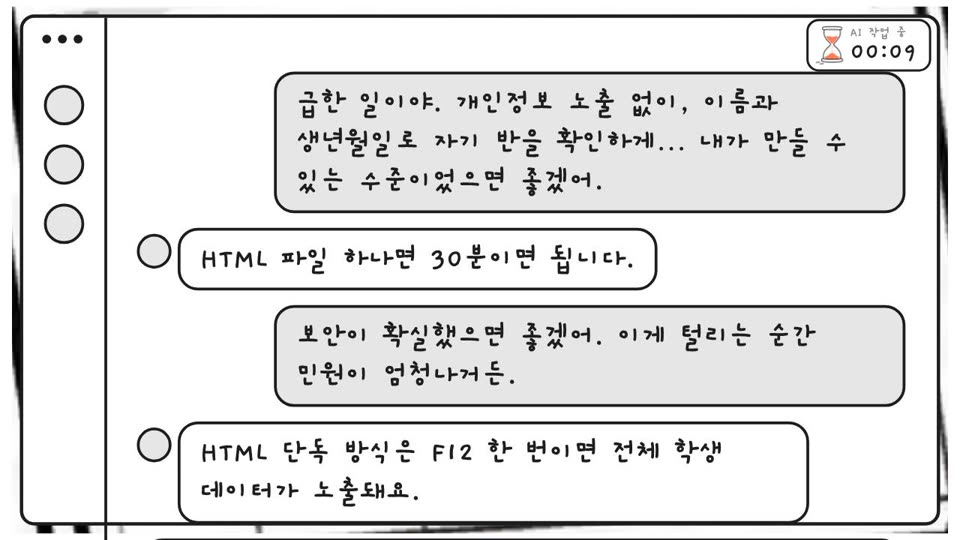 AI 작업 중
00:09
급한 일이야. 개인정보 노출 없이, 이름과
생년월일로 자기 반을 확인하게... 내가 만들 수
있는 수준이었으면 좋겠어.
HTML 파일 하나면 30분이면 됩니다.
보안이 확실했으면 좋겠어. 이게 털리는 순간
민원이 엄청나거든.
HTML 단독 방식은 F12 한 번이면 전체 학생
데이터가 노출돼요.